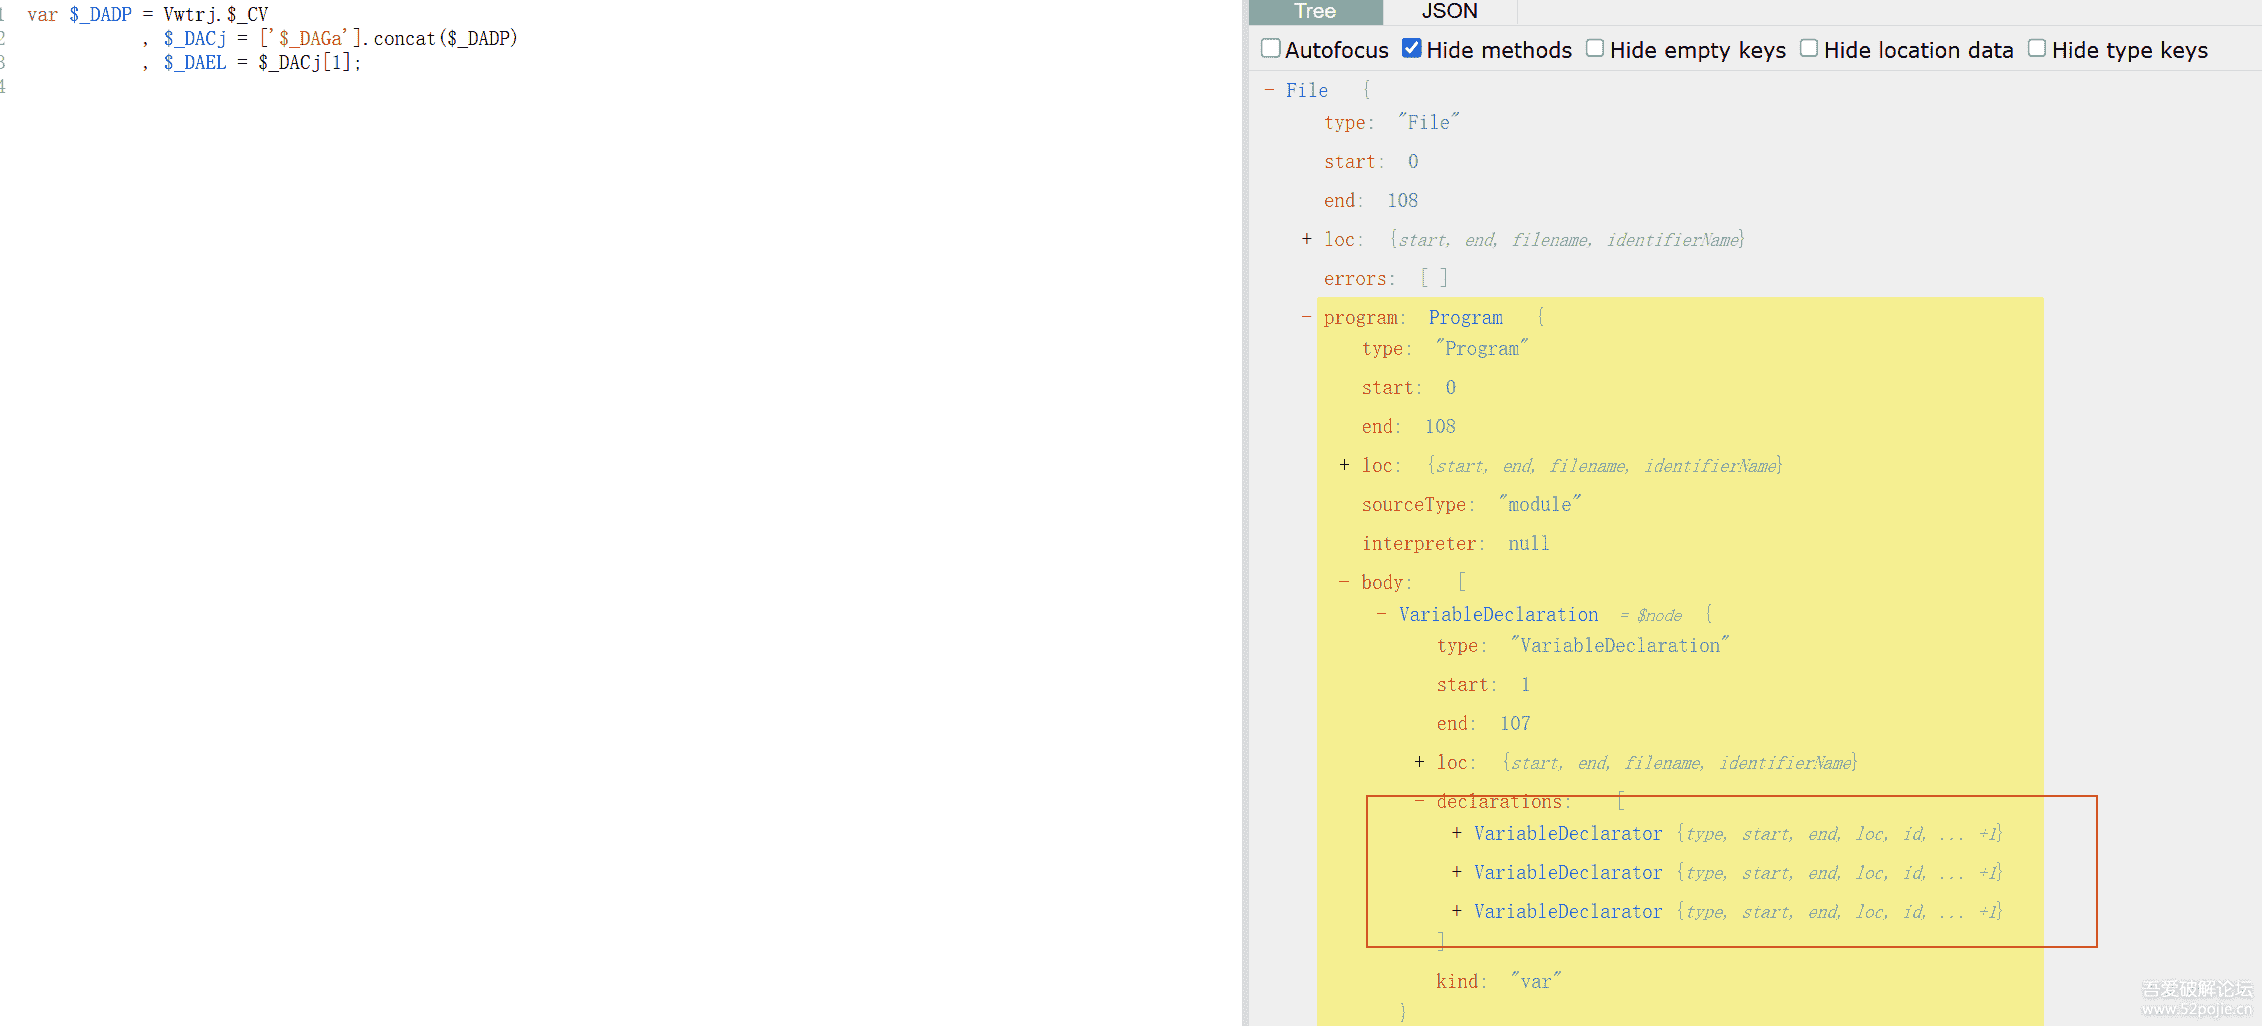 1 var $_DADP = Vwtrj.$_CV
2 , $_DACj = ['$_DAGa'].concat($_DADP)
3 , $_DAEL = $_DACj[1];
4
Tree JSON
Autofocus Hide methods Hide empty keys Hide location data Hide type keys
- File {
type: "File"
start: 0
end: 108
+ loc: {start, end, filename, identifierName}
errors: [ ]
- program: Program {
type: "Program"
start: 0
end: 108
+ loc: {start, end, filename, identifierName}
sourceType: "module"
interpreter: null
- body: [
- VariableDeclaration = $node {
type: "VariableDeclaration"
start: 1
end: 107
+ loc: {start, end, filename, identifierName}
- declarations: [
+ VariableDeclarator {type, start, end, loc, id, ... +1}
+ VariableDeclarator {type, start, end, loc, id, ... +1}
+ VariableDeclarator {type, start, end, loc, id, ... +1}
]
kind: "var"
}
吾爱破解论坛
www.52pojie.cn